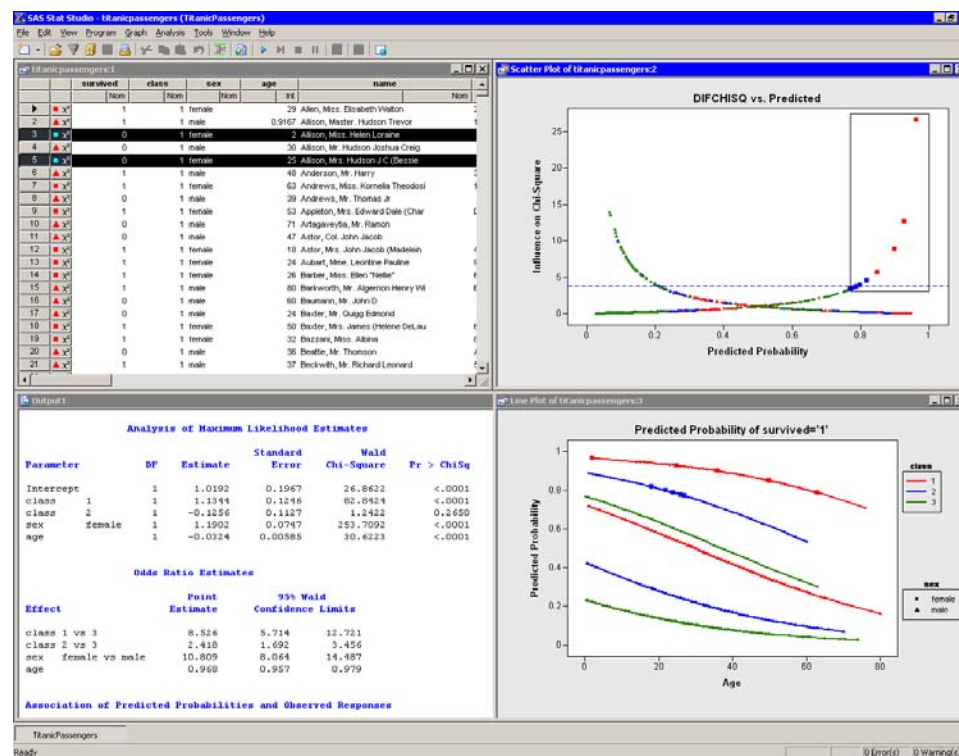 SAS Stat Studio - titanicpassengers (TitanicPassengers)
File Edit View Program Graph Analysis Tools Window Help
titanicpassengers:1
survived class sex age name
Nom Nom Nom Int Nom
1 1 female 29 Allen, Miss. Elisabeth Walton
2 1 1 male 0.9167 Allison, Master. Hudson Trevor
3 0 1 female 2 Allison, Miss. Helen Loraine
4 0 1 male 30 Allison, Mr. Hudson Joshua Creig
5 0 1 female 25 Allison, Mrs. Hudson J C (Bessie
6 1 1 male 48 Anderson, Mr. Harry
7 1 1 female 63 Andrews, Miss. Kornelia Theodosi
8 0 1 male 39 Andrews, Mr. Thomas Jr
9 1 1 female 53 Appleton, Mrs. Edward Dale (Char
10 0 1 male 71 Artagaveytia, Mr. Ramon
11 0 1 male 47 Astor, Col. John Jacob
12 1 1 female 18 Astor, Mrs. John Jacob (Madelein
13 1 1 female 24 Aubart, Mme. Leontine Pauline
14 1 1 female 26 Barber, Miss. Ellen "Nellie"
15 1 1 male 80 Barkworth, Mr. Algernon Henry Wil
16 0 1 male 60 Baumann, Mr. John D
17 0 1 male 24 Baxter, Mr. Quigg Edmond
18 1 1 female 50 Baxter, Mrs. James (Helene DeLau
19 1 1 female 32 Bazzani, Miss. Albina
20 0 1 male 36 Beattie, Mr. Thomson
21 1 1 male 37 Beckwith, Mr. Richard Leonard
Scatter Plot of titanicpassengers:2
DIFCHISQ vs. Predicted
Influence on Chi-Square
25
20
15
10
5
0
0 0.2 0.4 0.6 0.8 1
Predicted Probability
Output1
Analysis of Maximum Likelihood Estimates
Standard Wald
Parameter DF Estimate Error Chi-Square Pr > ChiSq
Intercept 1 1.0192 0.1967 26.8622 <.0001
class 1 1 1.1344 0.1246 82.8424 <.0001
class 2 1 -0.1256 0.1127 1.2422 0.2650
sex female 1 1.1902 0.0747 253.7092 <.0001
age 1 -0.0324 0.00585 30.6223 <.0001
Odds Ratio Estimates
Point 95% Wald
Effect Estimate Confidence Limits
class 1 vs 3 8.526 5.714 12.721
class 2 vs 3 2.418 1.692 3.456
sex female vs male 10.809 8.064 14.487
age 0.968 0.957 0.979
Association of Predicted Probabilities and Observed Responses
Line Plot of titanicpassengers:3
Predicted Probability of survived='1'
Predicted Probability
1
0.8
0.6
0.4
0.2
0
0 20 40 60 80
Age
class
1
2
3
sex
female
male
TitanicPassengers
Ready
0 Error(s) 0 Warning(s)